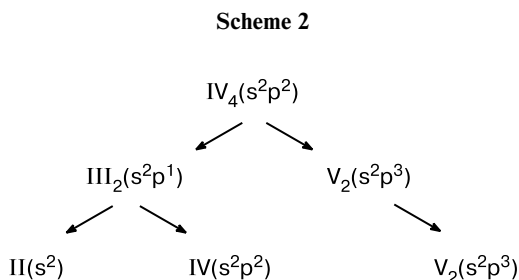 Scheme 2
IV₄(s²p²)
III₂(s²p¹) V₂(s²p³)
II(s²) IV(s²p²) V₂(s²p³)